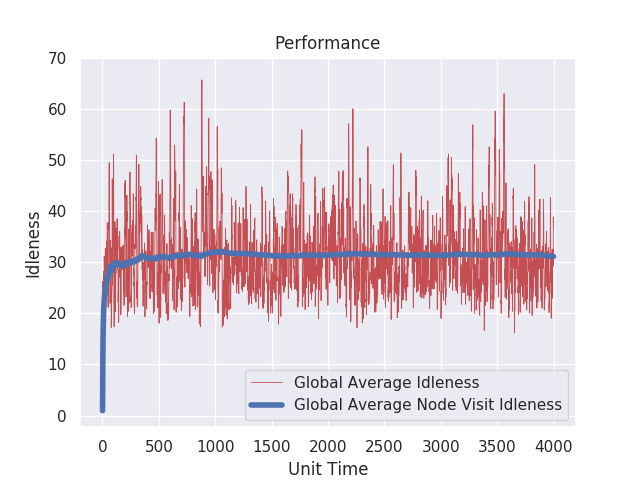 Performance
70
60
50
40
30
20
10
0
Idleness
Global Average Idleness
Global Average Node Visit Idleness
0 500 1000 1500 2000 2500 3000 3500 4000
Unit Time